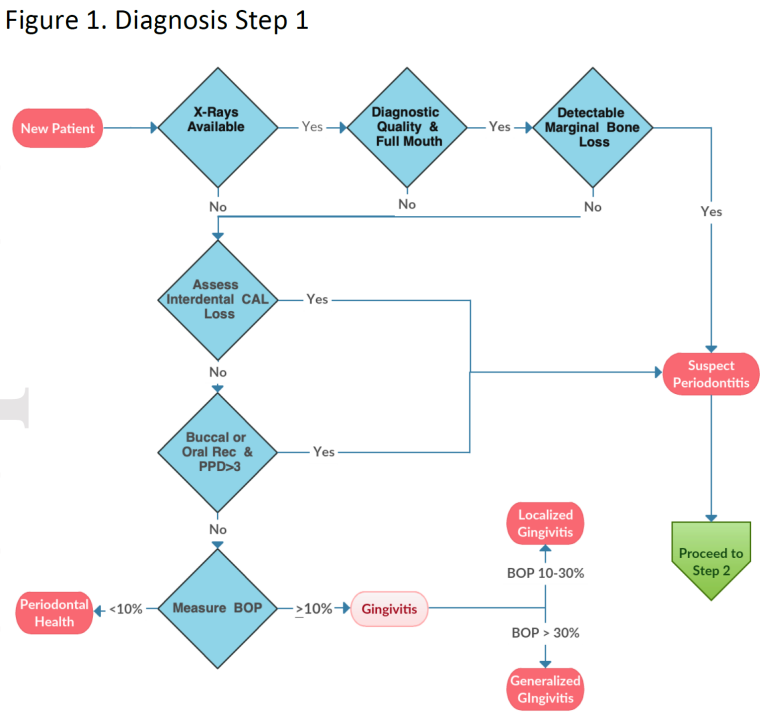 Figure 1. Diagnosis Step 1
New Patient
X-Rays
Available
Yes
Diagnostic
Quality &
Full Mouth
Yes
Detectable
Marginal Bone
Loss
No
No
No
Yes
Assess
Interdental CAL
Loss
Yes
No
Suspect
Periodontitis
Buccal or
Oral Rec &
PPD>3
Yes
No
Localized
Gingivitis
Proceed to
Step 2
BOP 10-30%
Periodontal
Health
<10%
Measure BOP
≥10%
Gingivitis
BOP > 30%
Generalized
GIngivitis